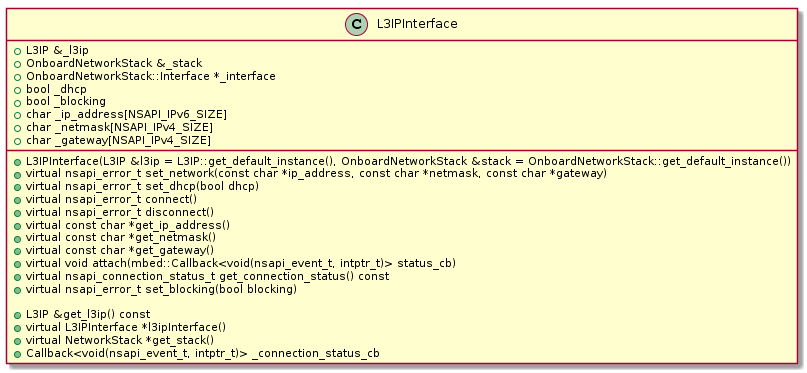 C L3IPInterface
L3IP &_l3ip
OnboardNetworkStack &_stack
OnboardNetworkStack::Interface *_interface
bool _dhcp
bool _blocking
char _ip_address[NSAPI_IPv6_SIZE]
char _netmask[NSAPI_IPv4_SIZE]
char _gateway[NSAPI_IPv4_SIZE]
L3IPInterface(L3IP &l3ip = L3IP::get_default_instance(), OnboardNetworkStack &stack = OnboardNetworkStack::get_default_instance())
virtual nsapi_error_t set_network(const char *ip_address, const char *netmask, const char *gateway)
virtual nsapi_error_t set_dhcp(bool dhcp)
virtual nsapi_error_t connect()
virtual nsapi_error_t disconnect()
virtual const char *get_ip_address()
virtual const char *get_netmask()
virtual const char *get_gateway()
virtual void attach(mbed::Callback<void(nsapi_event_t, intptr_t)> status_cb)
virtual nsapi_connection_status_t get_connection_status() const
virtual nsapi_error_t set_blocking(bool blocking)
L3IP &get_l3ip() const
virtual L3IPInterface *l3ipInterface()
virtual NetworkStack *get_stack()
Callback<void(nsapi_event_t, intptr_t)> _connection_status_cb